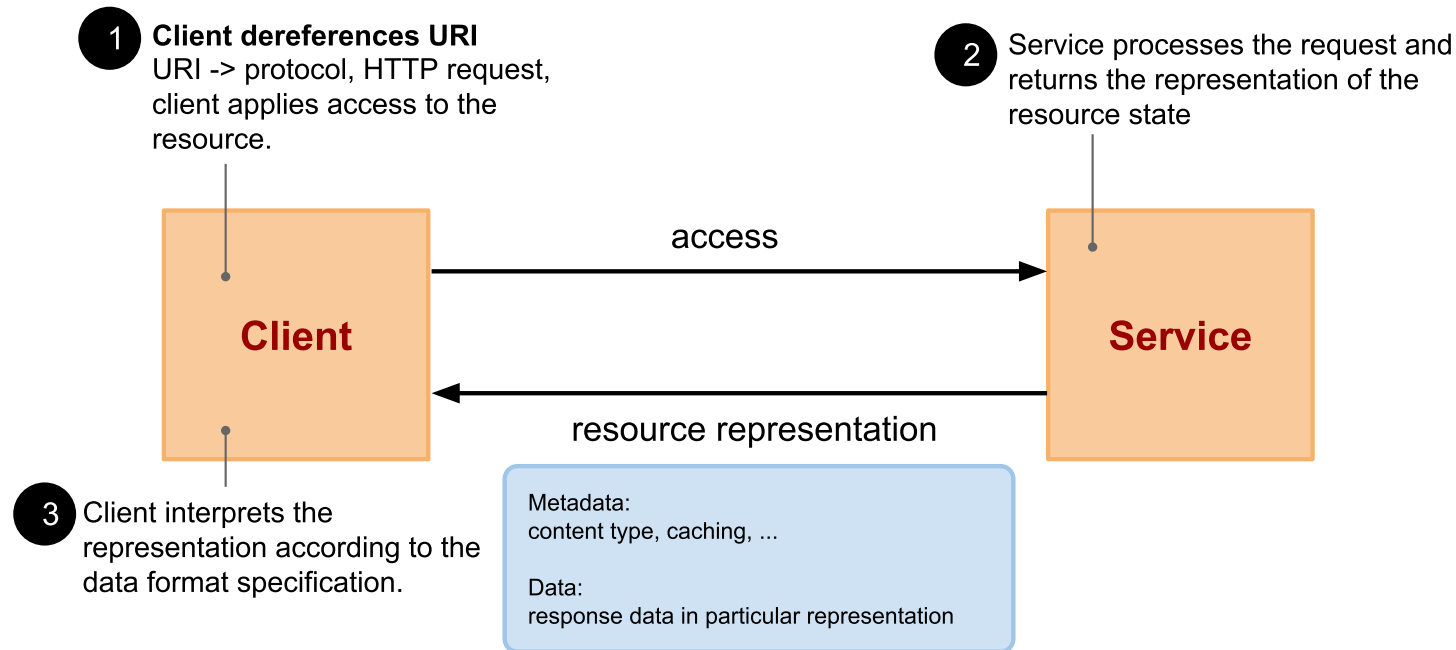 1
Client dereferences URI
URI -> protocol, HTTP request,
client applies access to the
resource.
2
Service processes the request and
returns the representation of the
resource state
access
Client
Service
resource representation
3
Client interprets the
representation according to the
data format specification.
Metadata:
content type, caching, ...
Data:
response data in particular representation